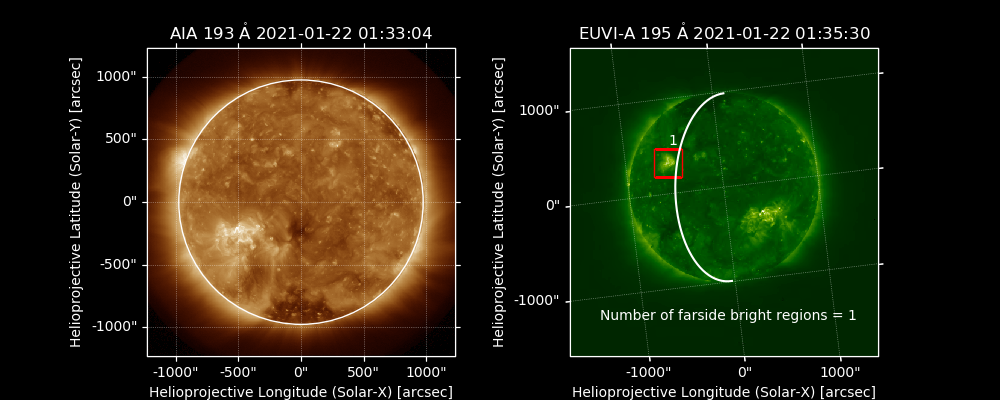 AIA 193 Å 2021-01-22 01:33:04
Helioprojective Latitude (Solar-Y) [arcsec]
1000"
500"
0"
-500"
-1000"
-1000"
-500"
0"
500"
1000"
Helioprojective Longitude (Solar-X) [arcsec]
EUVI-A 195 Å 2021-01-22 01:35:30
Helioprojective Latitude (Solar-Y) [arcsec]
1000"
0"
-1000"
1
Number of farside bright regions = 1
-1000"
0"
1000"
Helioprojective Longitude (Solar-X) [arcsec]